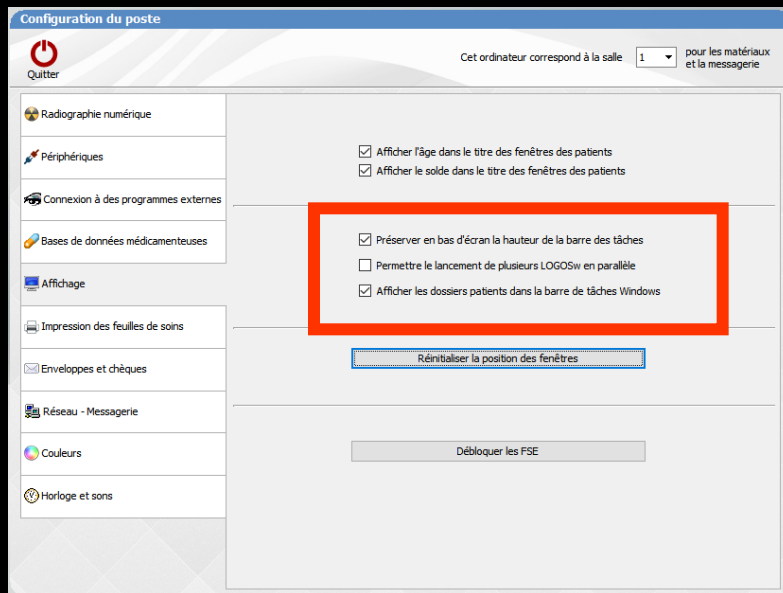 Configuration du poste
Quitter
Cet ordinateur correspond à la salle 1 pour les matériaux
et la messagerie
Radiographie numérique
Périphériques
Connexion à des programmes externes
Bases de données médicamenteuses
Affichage
Impression des feuilles de soins
Enveloppes et chèques
Réseau - Messagerie
Couleurs
Horloge et sons
Afficher l'âge dans le titre des fenêtres des patients
Afficher le solde dans le titre des fenêtres des patients
Préserver en bas d'écran la hauteur de la barre des tâches
Permettre le lancement de plusieurs LOGOSw en parallèle
Afficher les dossiers patients dans la barre de tâches Windows
Réinitialiser la position des fenêtres
Débloquer les FSE